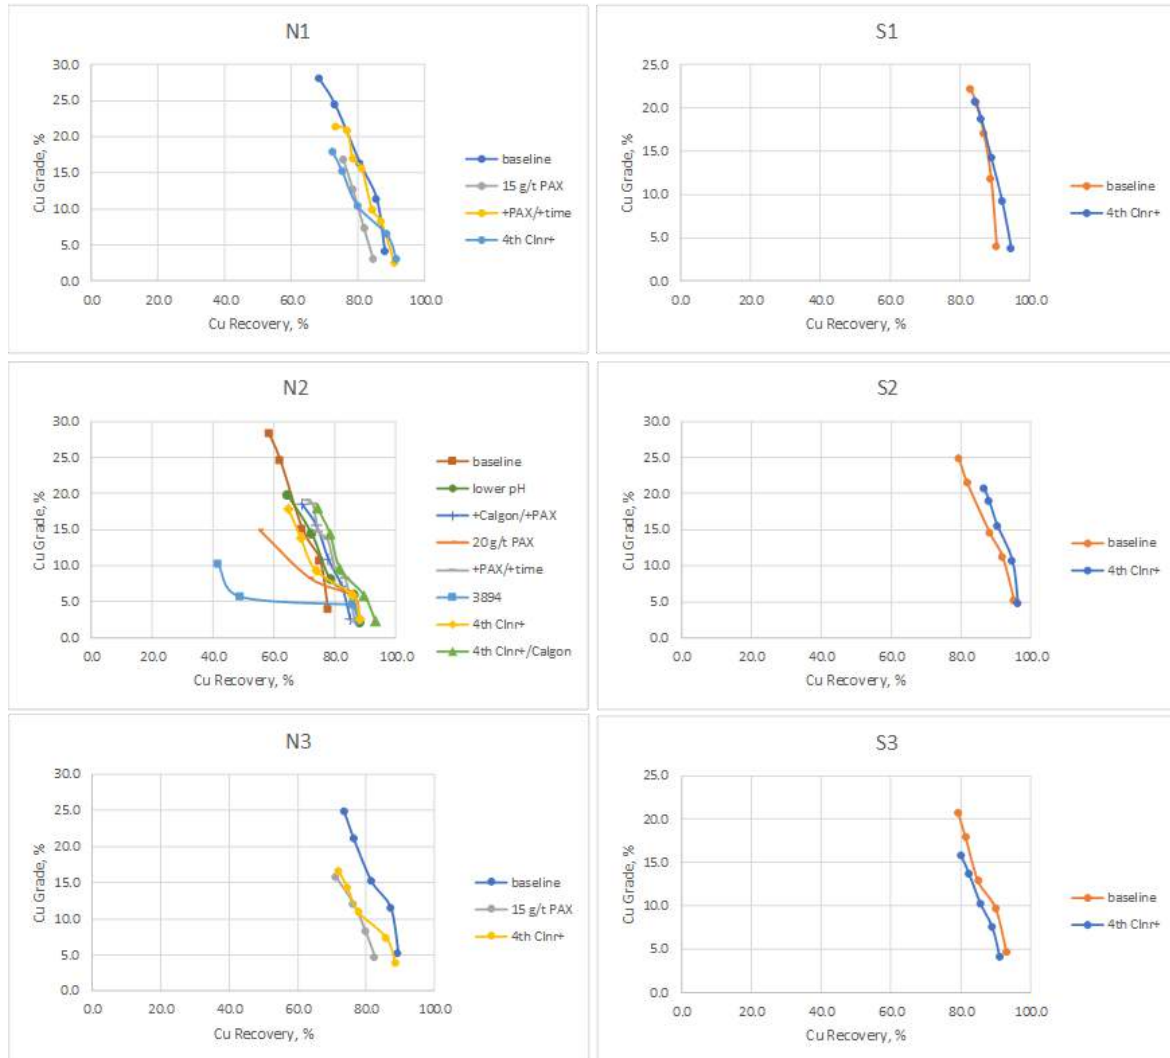 N1
Cu Grade, %
30.0
25.0
20.0
15.0
10.0
5.0
0.0
0.0 20.0 40.0 60.0 80.0 100.0
Cu Recovery, %
baseline
15 g/t PAX
+PAX/+time
4th Clnr+
S1
Cu Grade, %
25.0
20.0
15.0
10.0
5.0
0.0
0.0 20.0 40.0 60.0 80.0 100.0
Cu Recovery, %
baseline
4th Clnr+
N2
Cu Grade, %
30.0
25.0
20.0
15.0
10.0
5.0
0.0
0.0 20.0 40.0 60.0 80.0 100.0
Cu Recovery, %
baseline
lower pH
+Calgon/+PAX
20 g/t PAX
+PAX/+time
3894
4th Clnr+
4th Clnr+/Calgon
S2
Cu Grade, %
30.0
25.0
20.0
15.0
10.0
5.0
0.0
0.0 20.0 40.0 60.0 80.0 100.0
Cu Recovery, %
baseline
4th Clnr+
N3
Cu Grade, %
30.0
25.0
20.0
15.0
10.0
5.0
0.0
0.0 20.0 40.0 60.0 80.0 100.0
Cu Recovery, %
baseline
15 g/t PAX
4th Clnr+
S3
Cu Grade, %
25.0
20.0
15.0
10.0
5.0
0.0
0.0 20.0 40.0 60.0 80.0 100.0
Cu Recovery, %
baseline
4th Clnr+